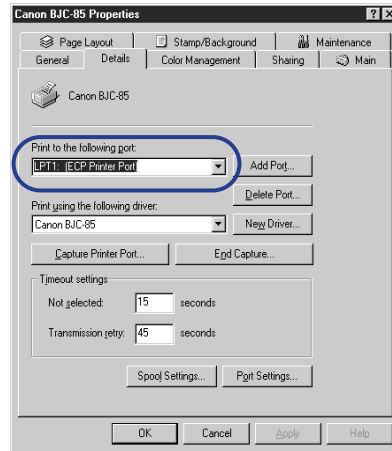 Canon BJC-85 Properties
Page Layout Stamp/Background Maintenance
General Details Color Management Sharing Main
Canon BJC-85
Print to the following port:
LPT1: (ECP Printer Port)
Add Port...
Delete Port...
Print using the following driver:
Canon BJC-85
New Driver...
Capture Printer Port... End Capture...
Timeout settings
Not selected: 15 seconds
Transmission retry: 45 seconds
Spool Settings... Port Settings...
OK Cancel Apply Help